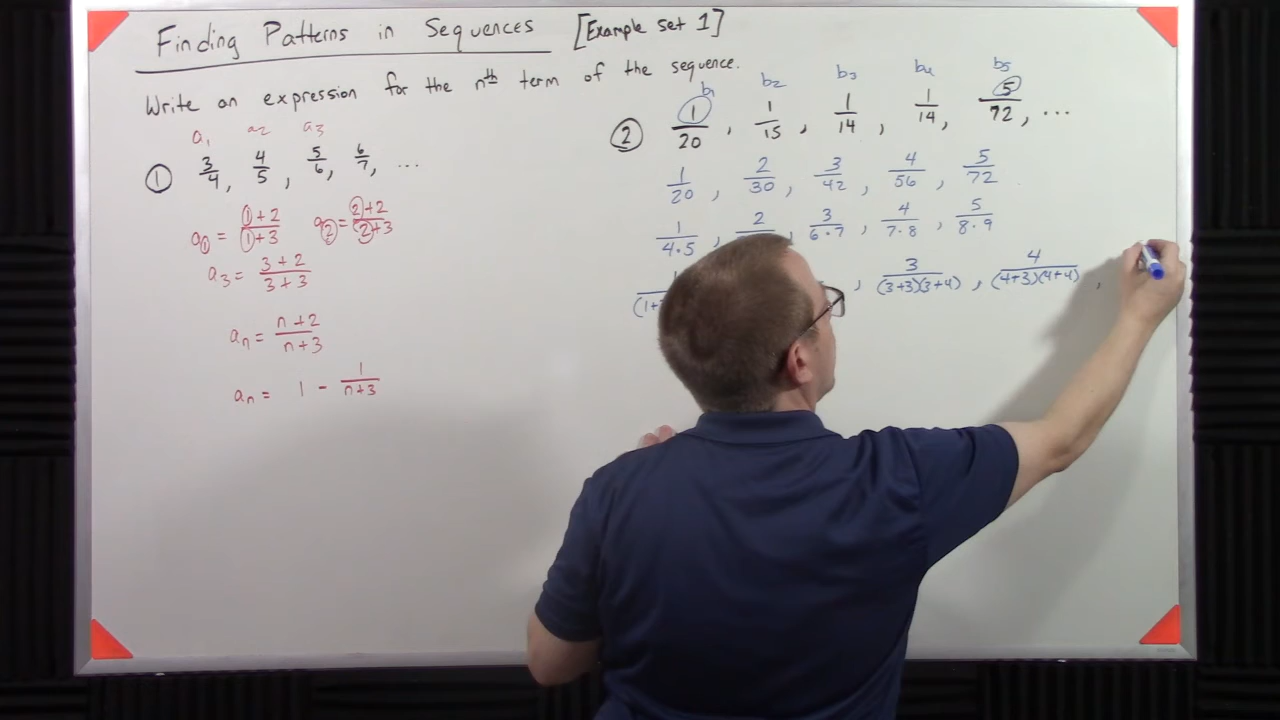 Finding Patterns in Sequences [Example set 1]
Write an expression for the nth term of the sequence.
a1 a2 a3
① 3/4, 4/5, 5/6, 6/7, ...
a1 = (1+2)/(1+3) a2 = (2+2)/(2+3)
a3 = (3+2)/(3+3)
an = (n+2)/(n+3)
an = 1 - 1/(n+3)
b1 b2 b3 b4 b5
② 1/20, 1/15, 1/14, 1/14, 5/72, ...
1/20, 2/30, 3/42, 4/56, 5/72
1/(4·5), 2/, 3/(6·7), 4/(7·8), 5/(8·9)
(1+ , 3/((3+3)(3+4)), 4/((4+3)(4+4)),